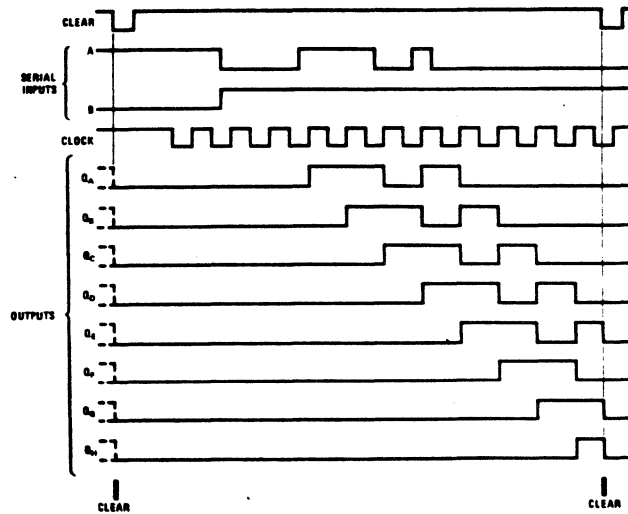 CLEAR
A
SERIAL
INPUTS
B
CLOCK
QA
QB
QC
QD
OUTPUTS
QE
QF
QG
QH
CLEAR
CLEAR